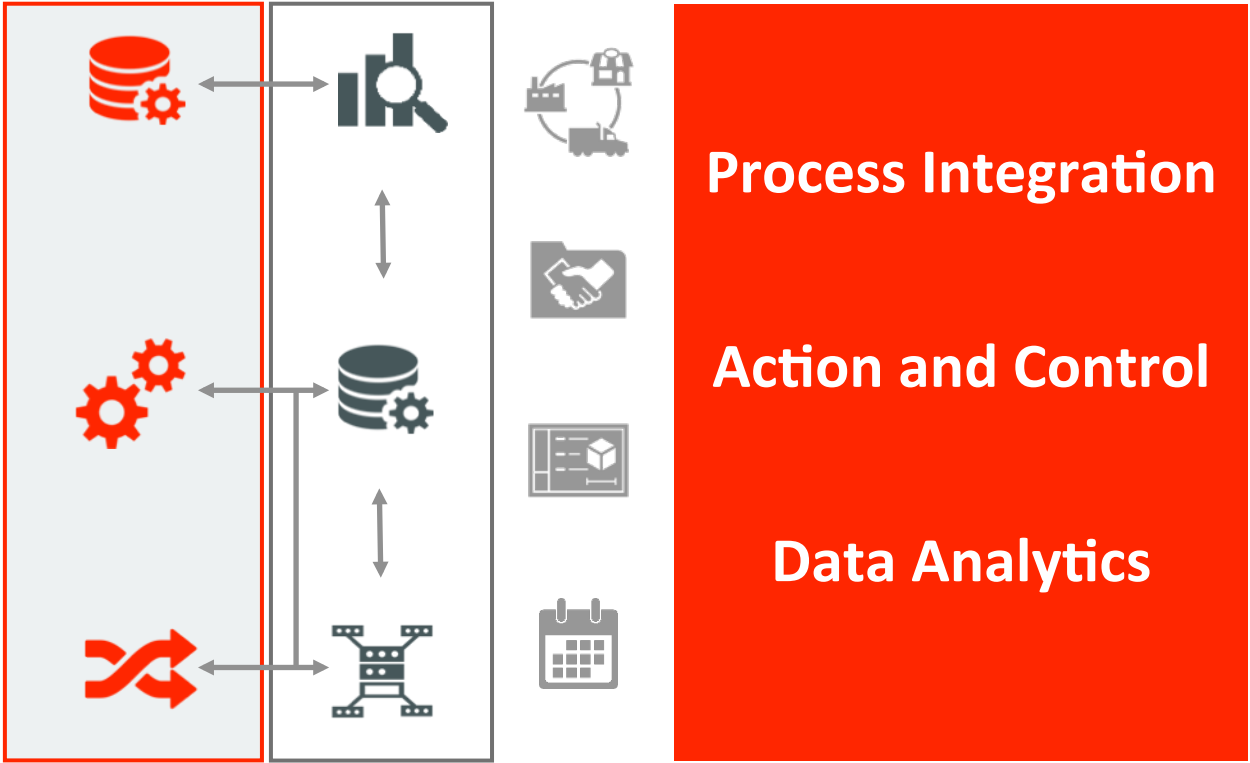 Process Integration
Action and Control
Data Analytics